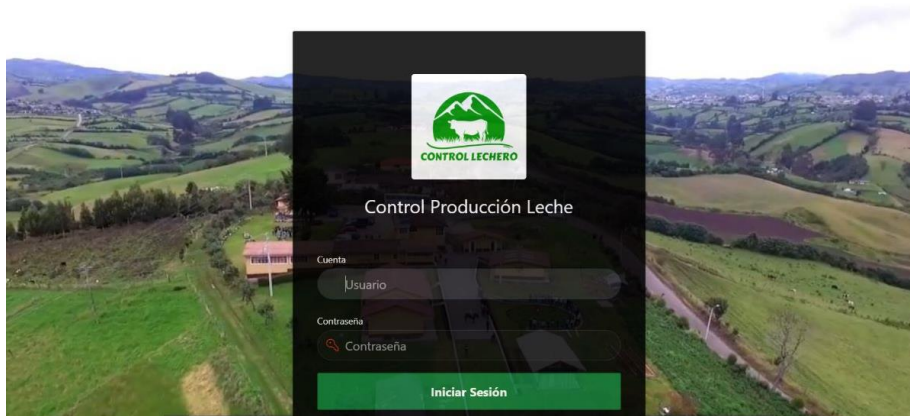 CONTROL LECHERO
Control Producción Leche
Cuenta
Usuario
Contraseña
Contraseña
Iniciar Sesión